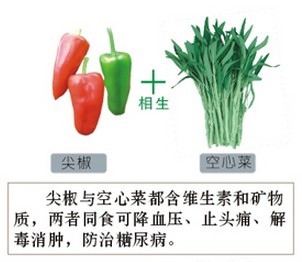 相生
尖椒
空心菜
尖椒与空心菜都含维生素和矿物
质，两者同食可降血压、止头痛、解
毒消肿，防治糖尿病。